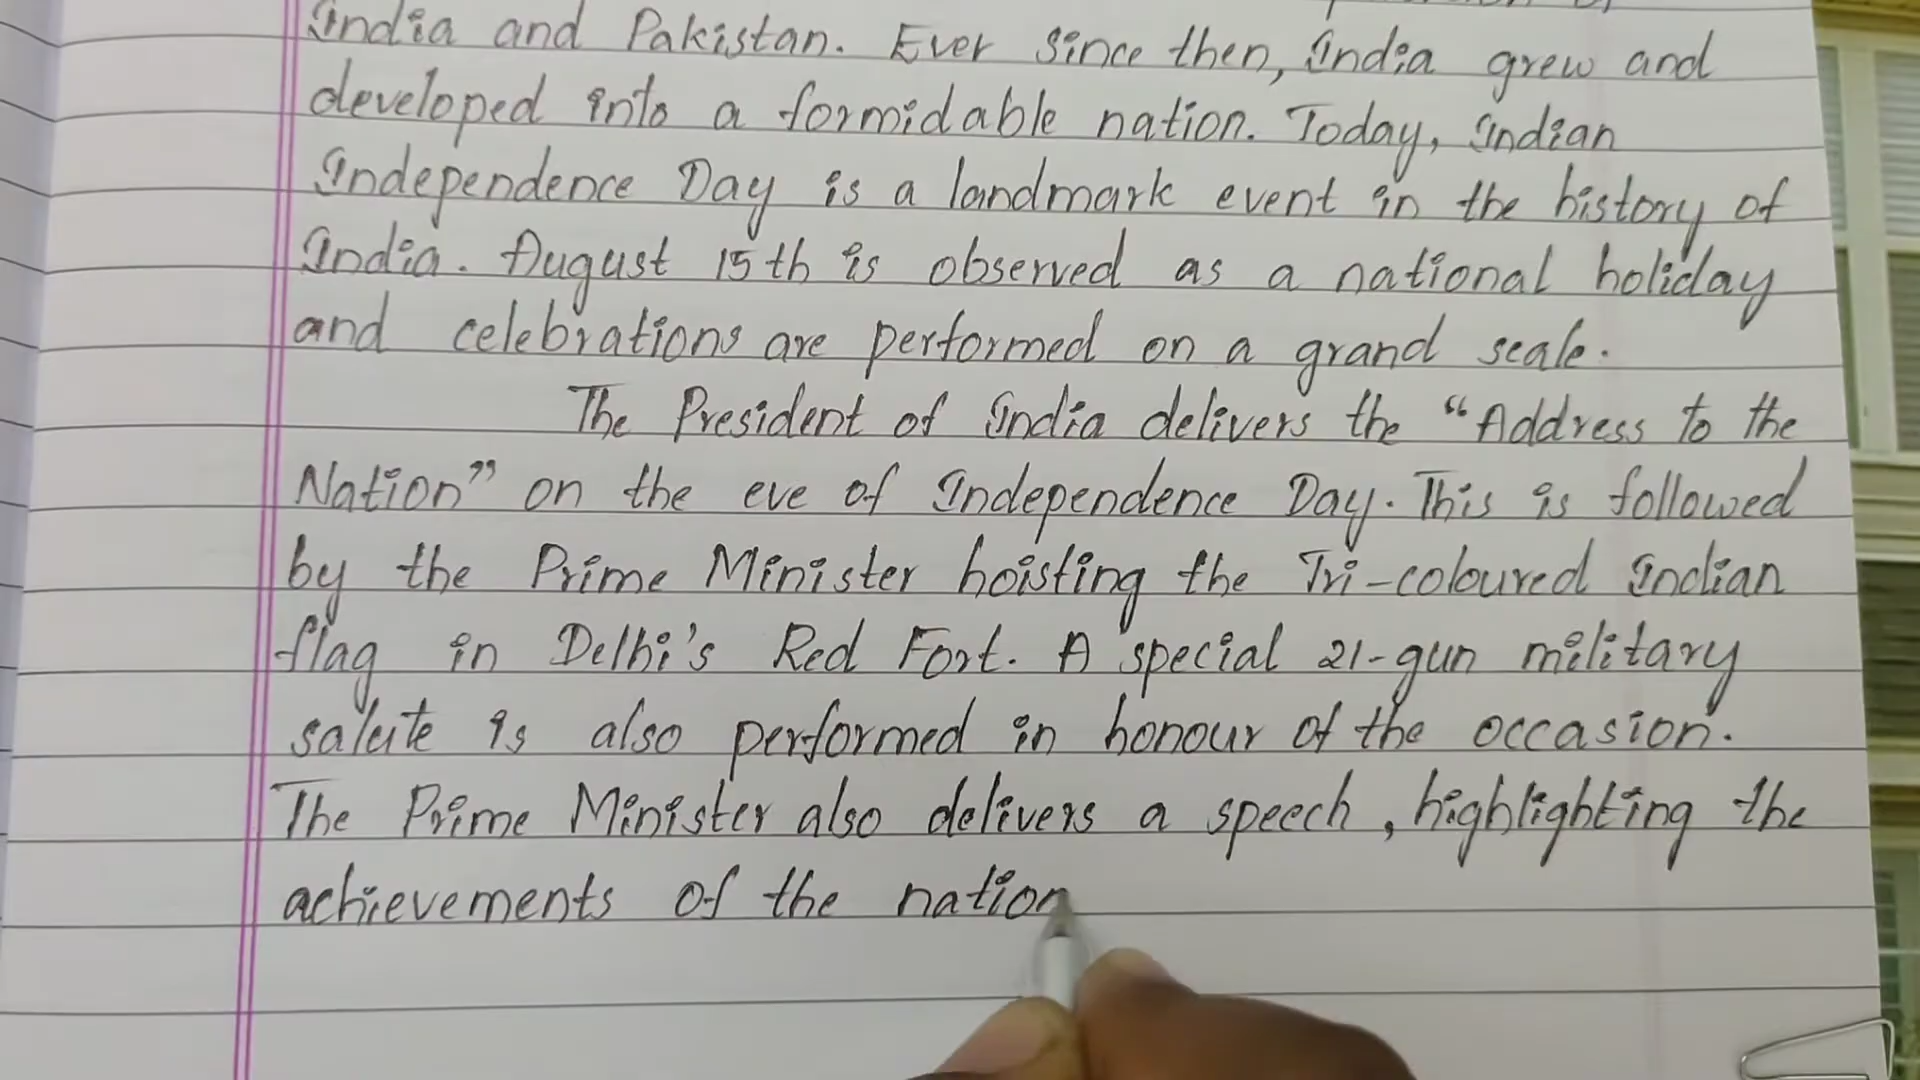 India and Pakistan. Ever since then, India grew and
developed into a formidable nation. Today, Indian
Independence Day is a landmark event in the history of
India. August 15th is observed as a national holiday
and celebrations are performed on a grand scale.
The President of India delivers the “Address to the
Nation” on the eve of Independence Day. This is followed
by the Prime Minister hoisting the Tri-coloured Indian
flag in Delhi's Red Fort. A special 21-gun military
salute is also performed in honour of the occasion.
The Prime Minister also delivers a speech, highlighting the
achievements of the nation